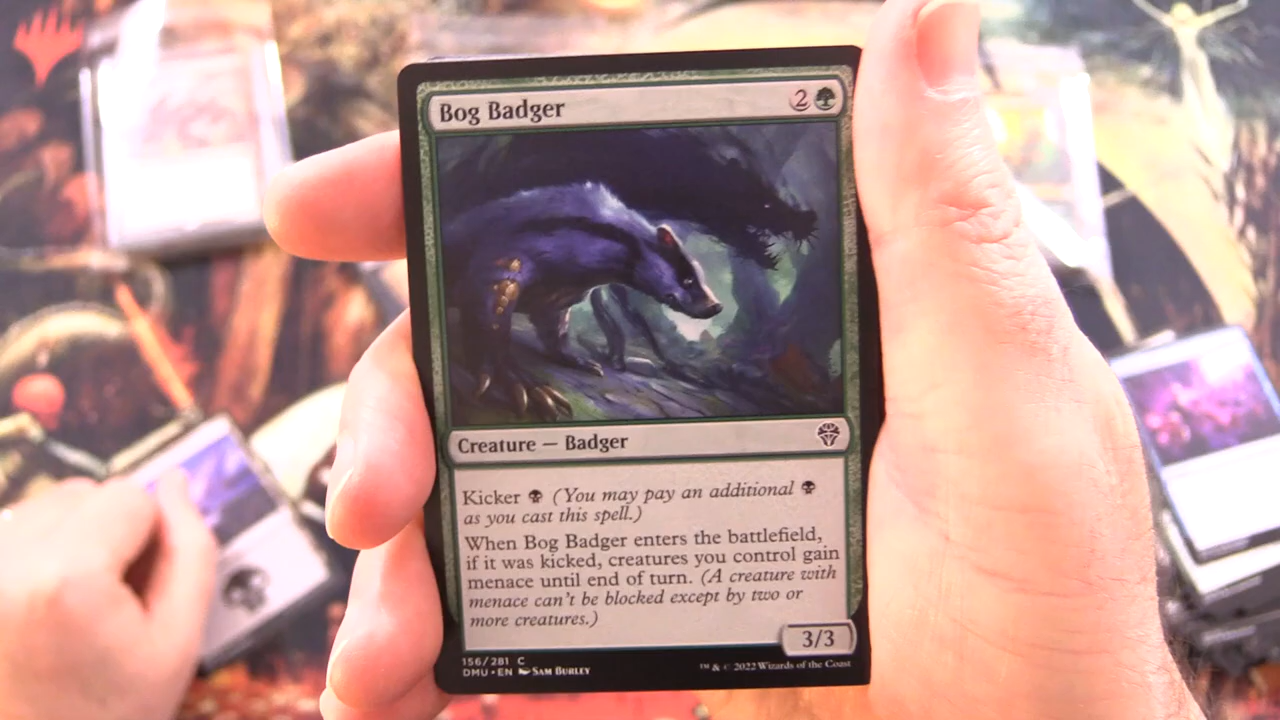 Bog Badger 2
Creature — Badger
Kicker (You may pay an additional
as you cast this spell.)
When Bog Badger enters the battlefield,
if it was kicked, creatures you control gain
menace until end of turn. (A creature with
menace can't be blocked except by two or
more creatures.)
3/3
156/281 C
DMU • EN Sam Burley
™ & © 2022 Wizards of the Coast